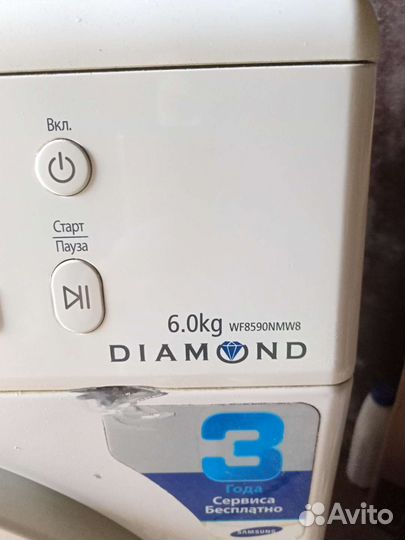 Вкл.
Старт
Пауза
6.0kg WF8590NMW8
DIAMOND
3
Года
Сервиса
Бесплатно
SAMSUNG
Avito